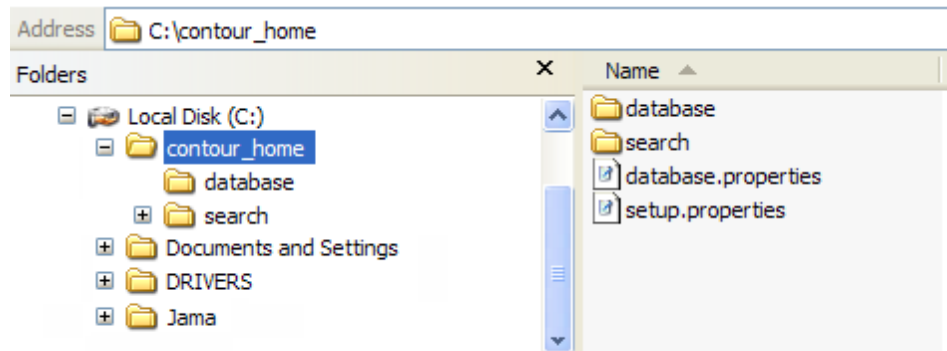 Address C:\contour_home
Folders
Local Disk (C:)
contour_home
database
search
Documents and Settings
DRIVERS
Jama
Name
database
search
database.properties
setup.properties